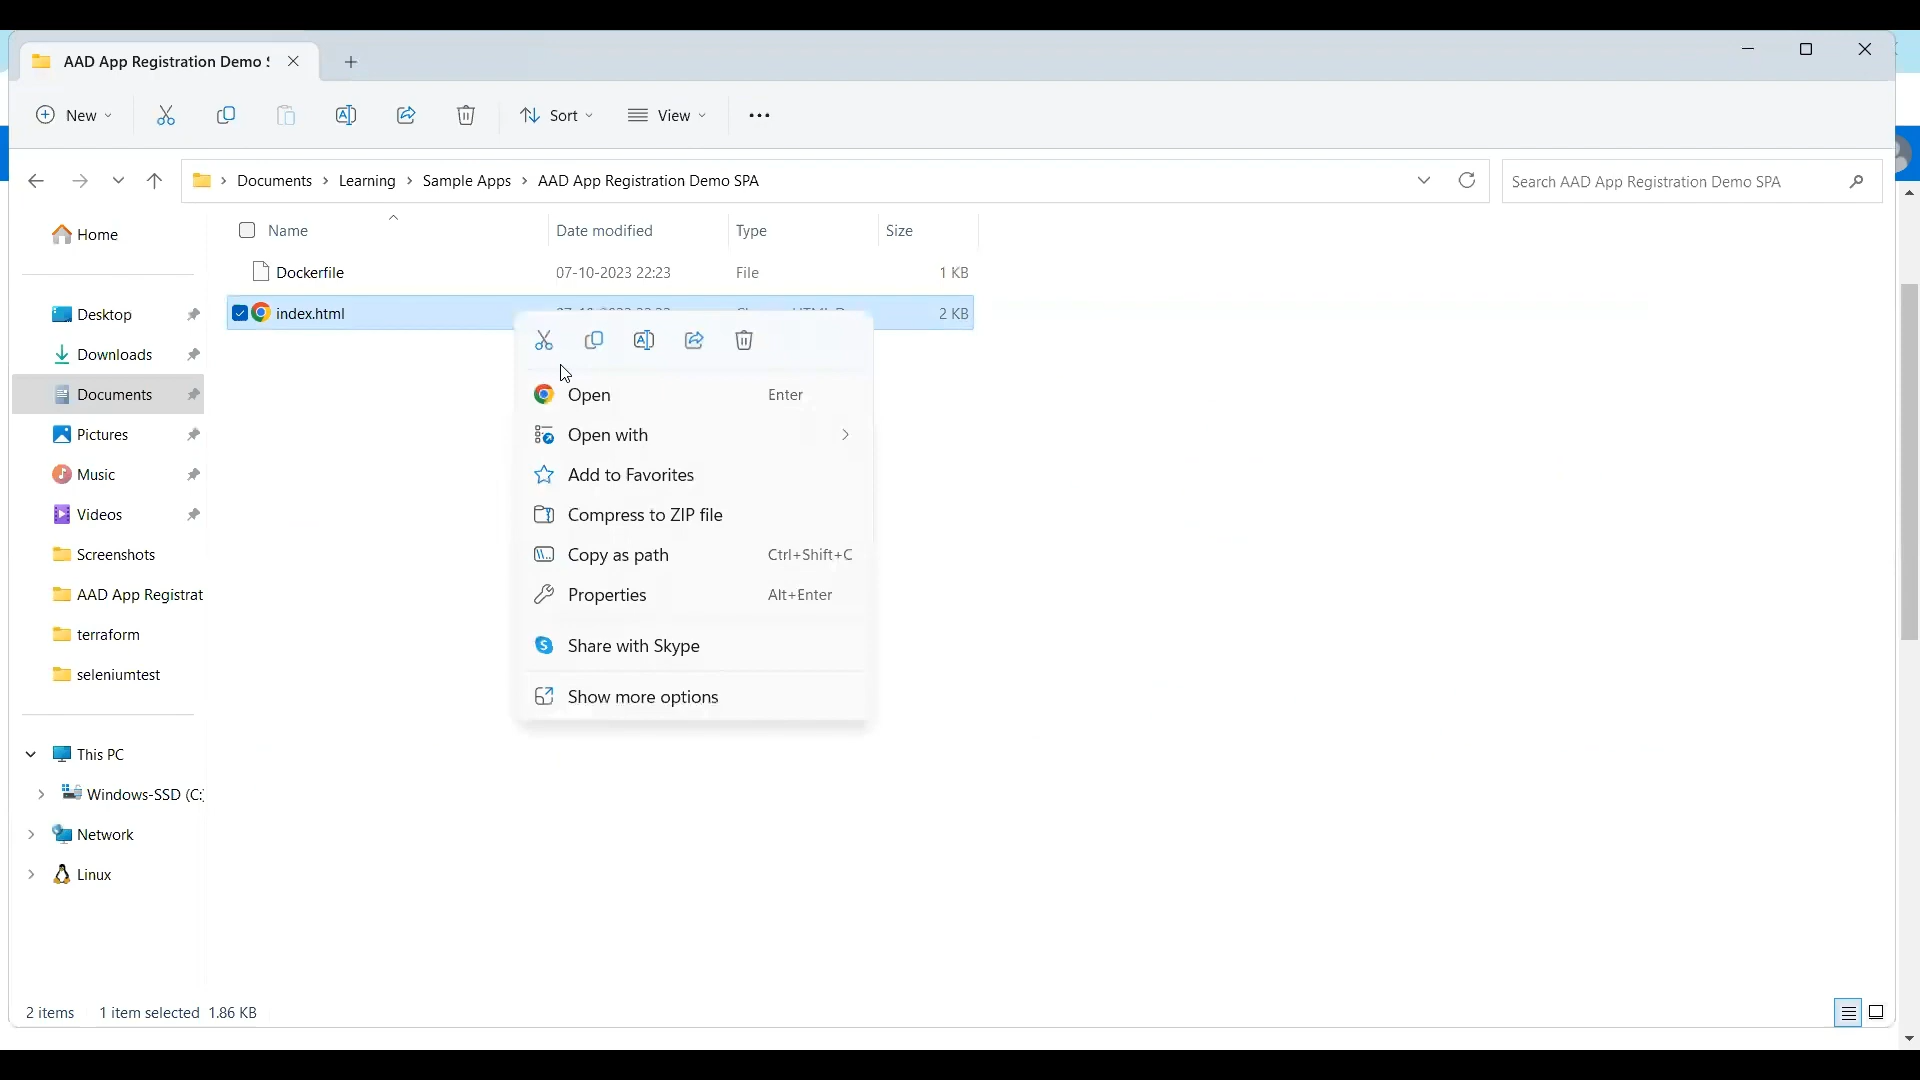 AAD App Registration Demo S
New
Sort
View
Documents
Learning
Sample Apps
AAD App Registration Demo SPA
Search AAD App Registration Demo SPA
Home
Name
Date modified
Type
Size
Dockerfile
07-10-2023 22:23
File
1 KB
index.html
2 KB
Desktop
Downloads
Documents
Pictures
Music
Videos
Screenshots
AAD App Registrat
terraform
seleniumtest
This PC
Windows-SSD (C:)
Network
Linux
Open
Enter
Open with
Add to Favorites
Compress to ZIP file
Copy as path
Ctrl+Shift+C
Properties
Alt+Enter
Share with Skype
Show more options
2 items
1 item selected 1.86 KB